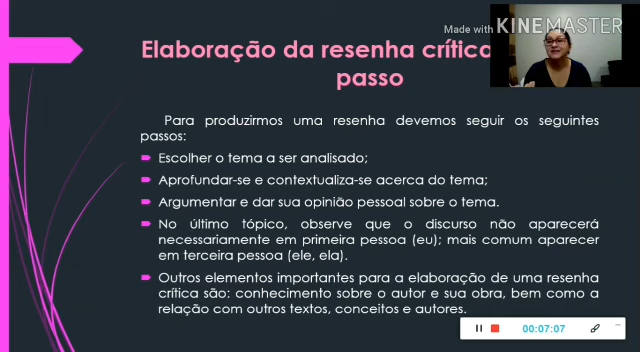 Made with KINEMASTER
Elaboração da resenha crítica
passo
Para produzirmos uma resenha devemos seguir os seguintes
passos:
Escolher o tema a ser analisado;
Aprofundar-se e contextualiza-se acerca do tema;
Argumentar e dar sua opinião pessoal sobre o tema.
No último tópico, observe que o discurso não aparecerá
necessariamente em primeira pessoa (eu); mais comum aparecer
em terceira pessoa (ele, ela).
Outros elementos importantes para a elaboração de uma resenha
crítica são: conhecimento sobre o autor e sua obra, bem como a
relação com outros textos, conceitos e autores.
00:07:07